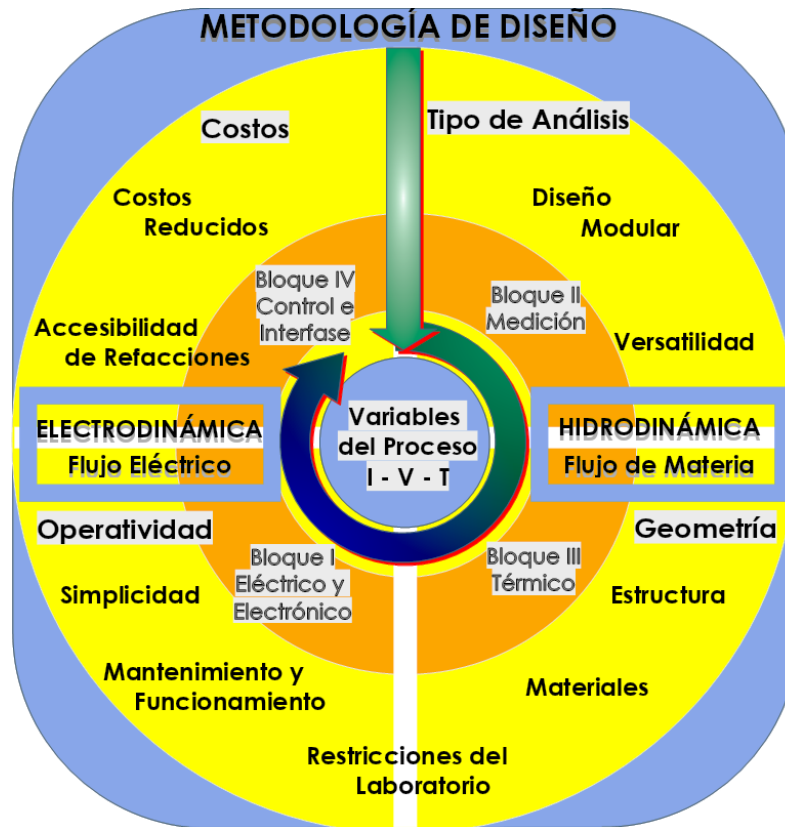 METODOLOGÍA DE DISEÑO
Costos
Tipo de Análisis
Costos
Reducidos
Diseño
Modular
Bloque IV
Control e
Interfase
Bloque II
Medición
Accesibilidad
de Refacciones
Versatilidad
ELECTRODINÁMICA
Flujo Eléctrico
Variables
del Proceso
I - V - T
HIDRODINÁMICA
Flujo de Materia
Operatividad
Geometría
Bloque I
Eléctrico y
Electrónico
Bloque III
Térmico
Simplicidad
Estructura
Mantenimiento y
Funcionamiento
Materiales
Restricciones del
Laboratorio